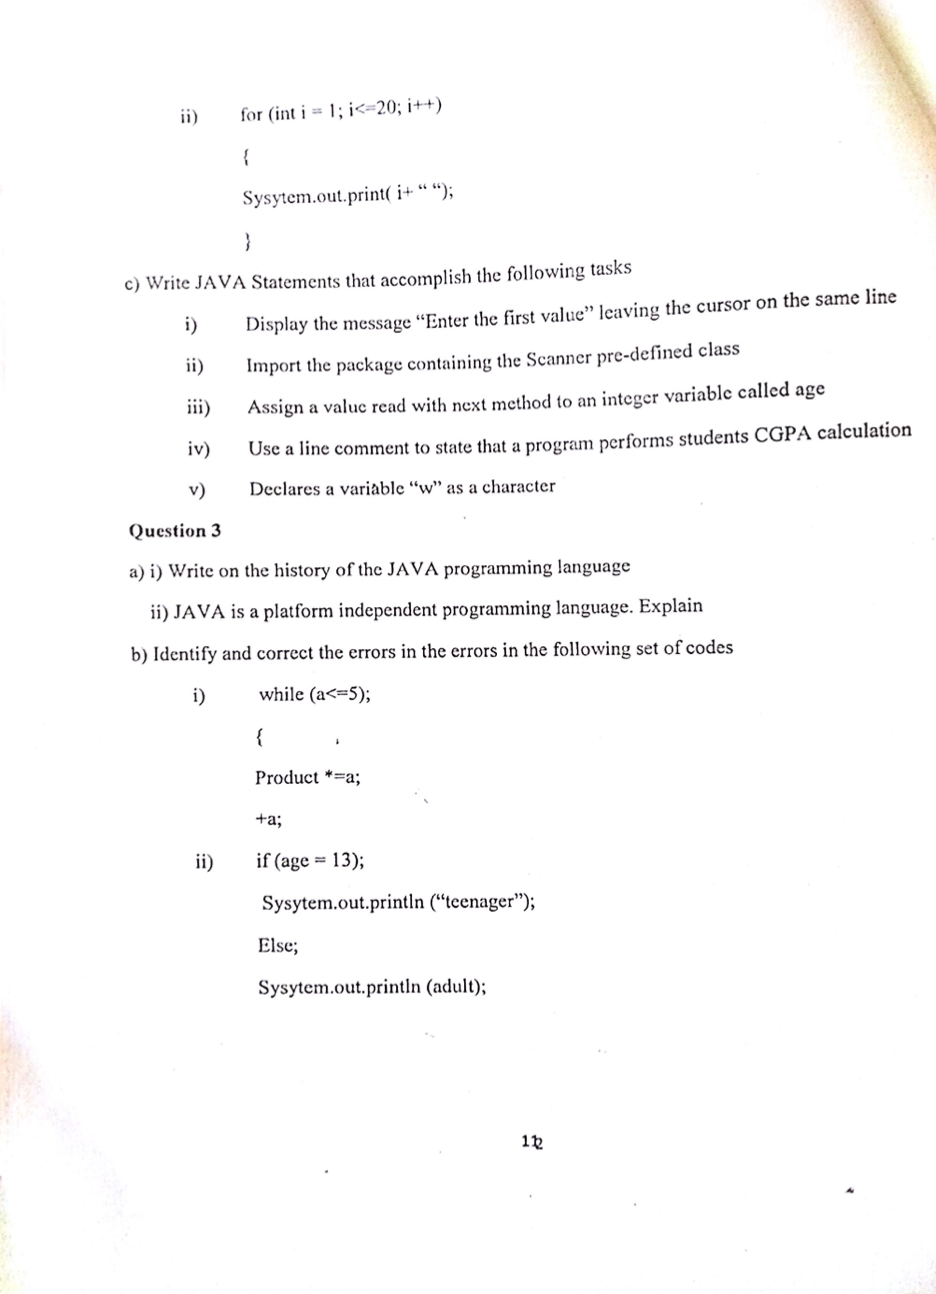 ii) for (int i = 1; i<=20; i++)
{
Sysytem.out.print( i+ “ “);
}
c) Write JAVA Statements that accomplish the following tasks
i) Display the message “Enter the first value” leaving the cursor on the same line
ii) Import the package containing the Scanner pre-defined class
iii) Assign a value read with next method to an integer variable called age
iv) Use a line comment to state that a program performs students CGPA calculation
v) Declares a variable “w” as a character
Question 3
a) i) Write on the history of the JAVA programming language
ii) JAVA is a platform independent programming language. Explain
b) Identify and correct the errors in the errors in the following set of codes
i) while (a<=5);
{
Product *=a;
+a;
ii) if (age = 13);
Sysytem.out.println (“teenager”);
Else;
Sysytem.out.println (adult);